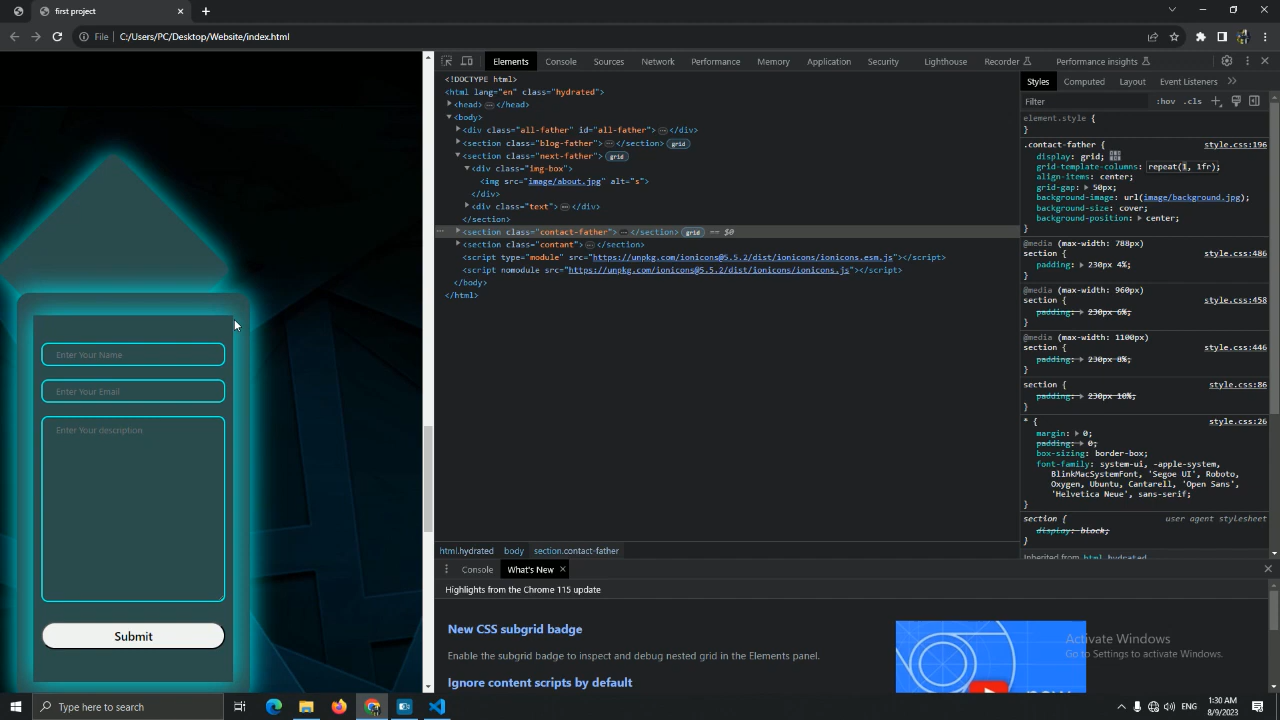 first project
File
C:/Users/PC/Desktop/Website/index.html
Enter Your Name
Enter Your Email
Enter Your description
Submit
Elements Console Sources Network Performance Memory Application Security Lighthouse Recorder Performance insights
<!DOCTYPE html>
<html lang="en" class="hydrated">
<head> … </head>
<body>
<div class="all-father" id="all-father"> … </div>
<section class="blog-father"> … </section> grid
<section class="next-father"> grid
<div class="img-box">
<img src="image/about.jpg" alt="s">
</div>
<div class="text"> … </div>
</section>
… <section class="contact-father"> … </section> grid == $0
<section class="contant"> … </section>
<script type="module" src="https://unpkg.com/ionicons@5.5.2/dist/ionicons/ionicons.esm.js"></script>
<script nomodule src="https://unpkg.com/ionicons@5.5.2/dist/ionicons/ionicons.js"></script>
</body>
</html>
html.hydrated body section.contact-father
Styles Computed Layout Event Listeners
Filter :hov .cls
element.style {
}
.contact-father { style.css:196
display: grid;
grid-template-columns: repeat(1, 1fr);
align-items: center;
grid-gap: 50px;
background-image: url(image/background.jpg);
background-size: cover;
background-position: center;
}
@media (max-width: 788px)
section { style.css:486
padding: 230px 4%;
}
@media (max-width: 960px)
section { style.css:458
padding: 230px 6%;
}
@media (max-width: 1100px)
section { style.css:446
padding: 230px 8%;
}
section { style.css:86
padding: 230px 10%;
}
* { style.css:26
margin: 0;
padding: 0;
box-sizing: border-box;
font-family: system-ui, -apple-system,
BlinkMacSystemFont, 'Segoe UI', Roboto,
Oxygen, Ubuntu, Cantarell, 'Open Sans',
'Helvetica Neue', sans-serif;
}
section { user agent stylesheet
display: block;
}
Inherited from html.hydrated
Console What's New
Highlights from the Chrome 115 update
New CSS subgrid badge
Enable the subgrid badge to inspect and debug nested grid in the Elements panel.
Ignore content scripts by default
Activate Windows
Go to Settings to activate Windows.
Type here to search
ENG
1:30 AM
8/9/2023